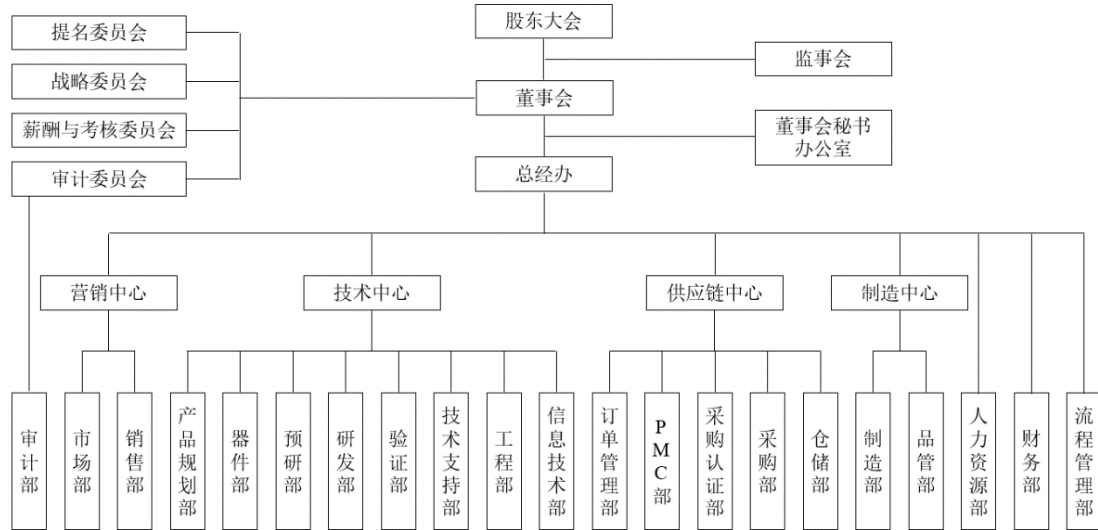 股东大会
提名委员会
监事会
战略委员会
董事会
薪酬与考核委员会
董事会秘书
办公室
审计委员会
总经办
营销中心
技术中心
供应链中心
制造中心
审计部
市场部
销售部
产品规划部
器件部
预研部
研发部
验证部
技术支持部
工程部
信息技术部
订单管理部
PMC部
采购认证部
采购部
仓储部
制造部
品管部
人力资源部
财务部
流程管理部